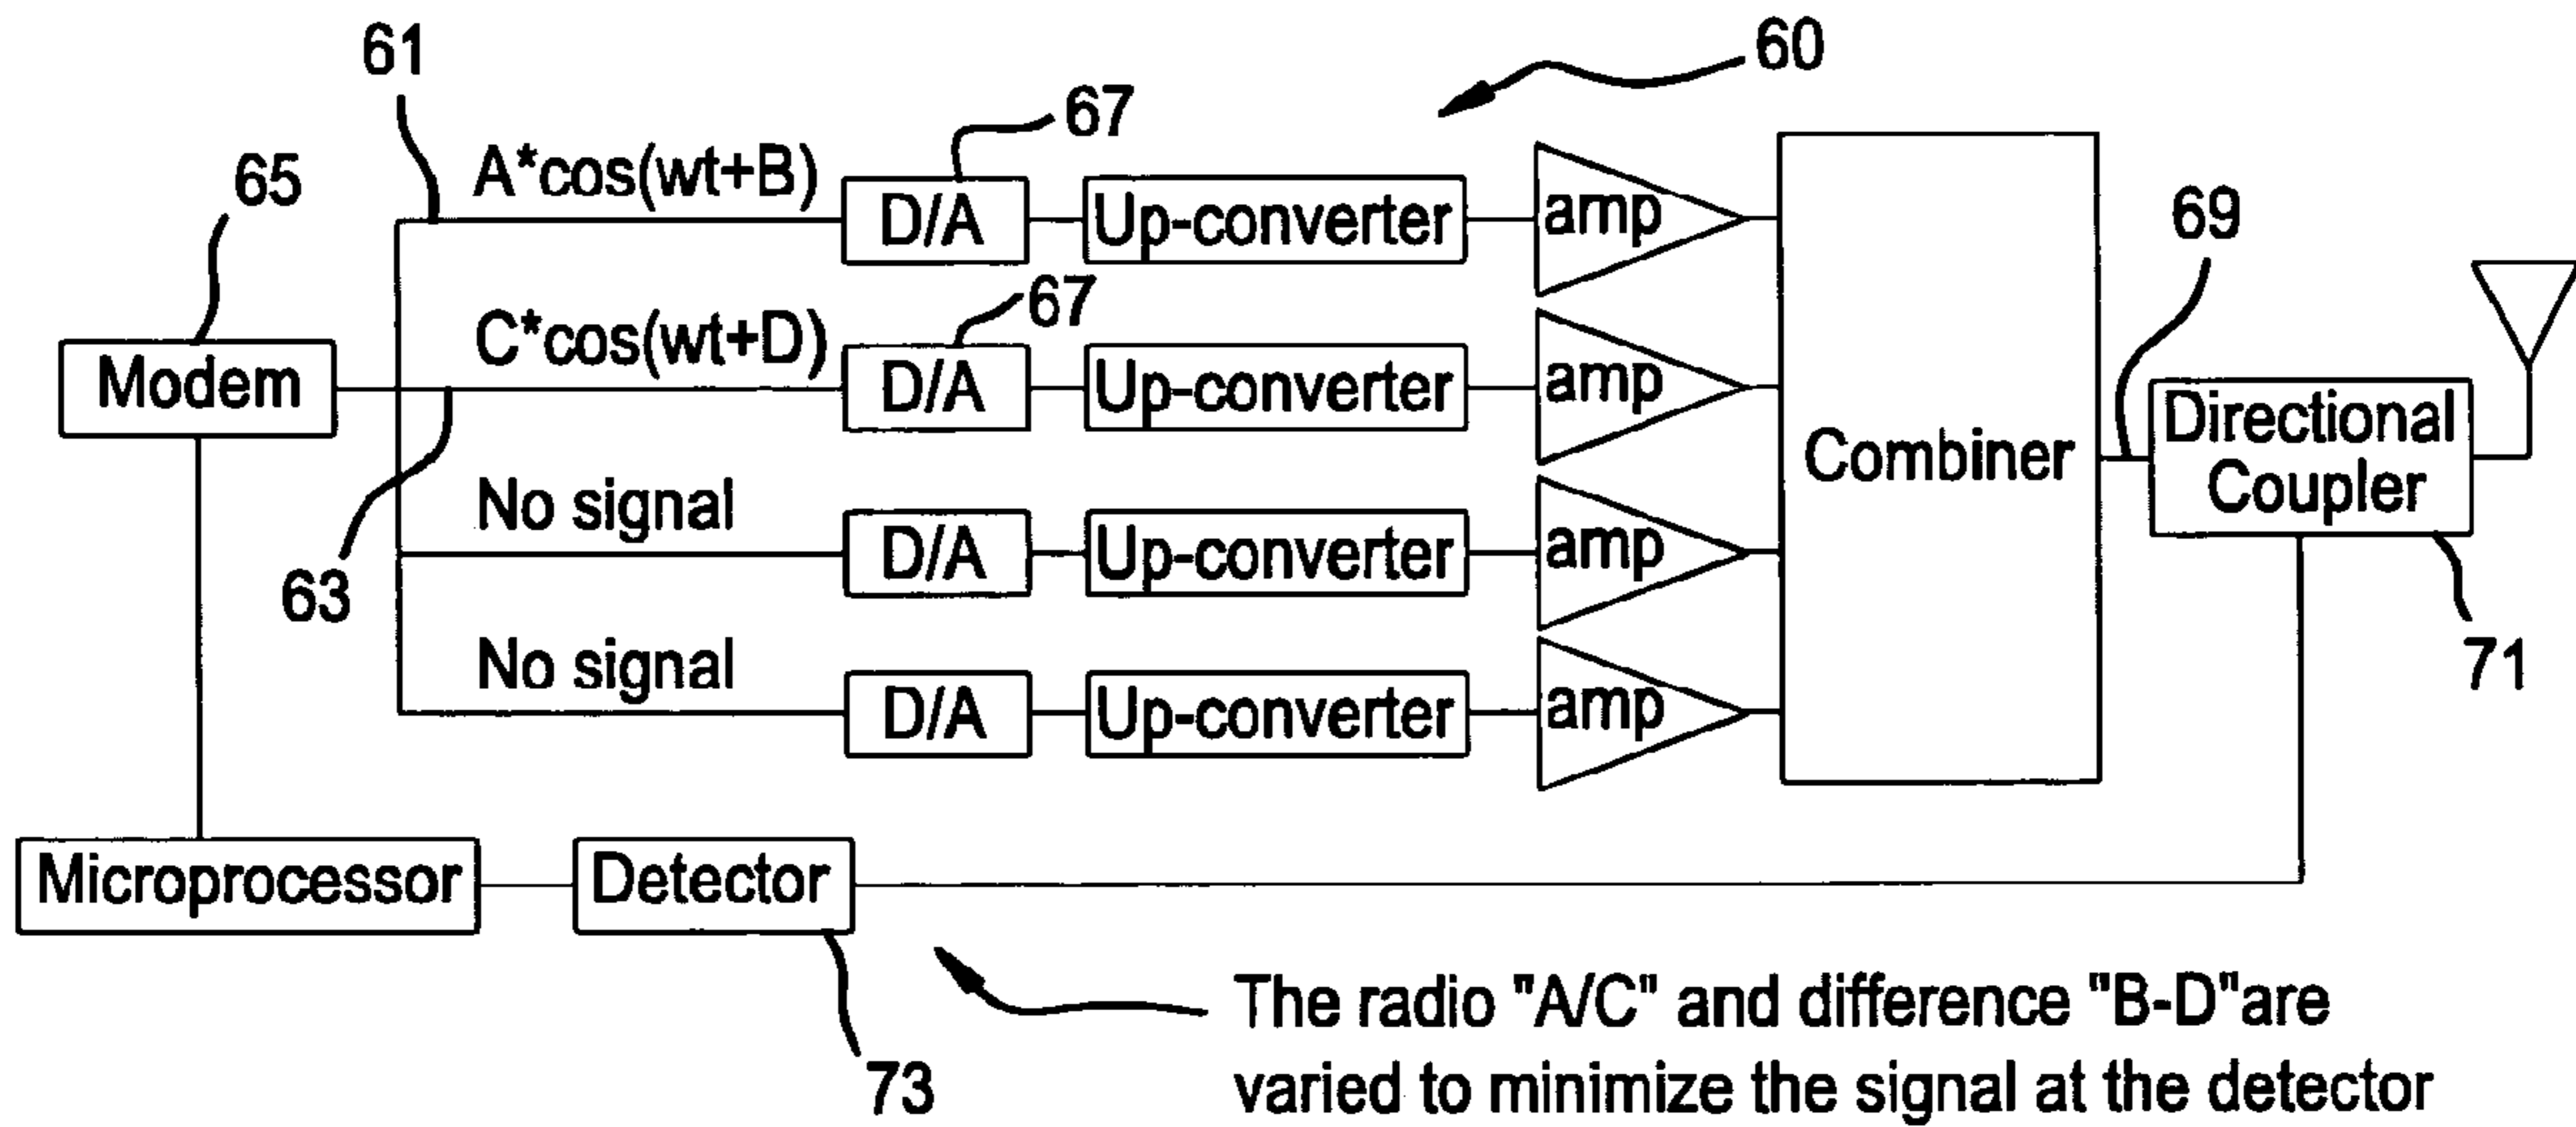 61
60
67
65
A*cos(wt+B)
D/A
Up-converter
amp
69
67
C*cos(wt+D)
Modem
D/A
Up-converter
amp
Combiner
Directional
Coupler
No signal
63
D/A
Up-converter
amp
71
No signal
D/A
Up-converter
amp
Microprocessor
Detector
73
The radio "A/C" and difference "B-D"are
varied to minimize the signal at the detector